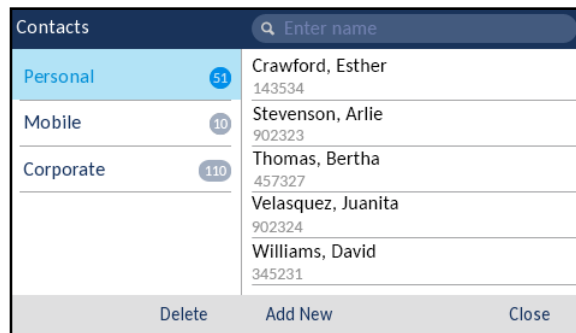 Contacts
Enter name
Personal 51
Mobile 10
Corporate 110
Crawford, Esther
143534
Stevenson, Arlie
902323
Thomas, Bertha
457327
Velasquez, Juanita
902324
Williams, David
345231
Delete Add New Close